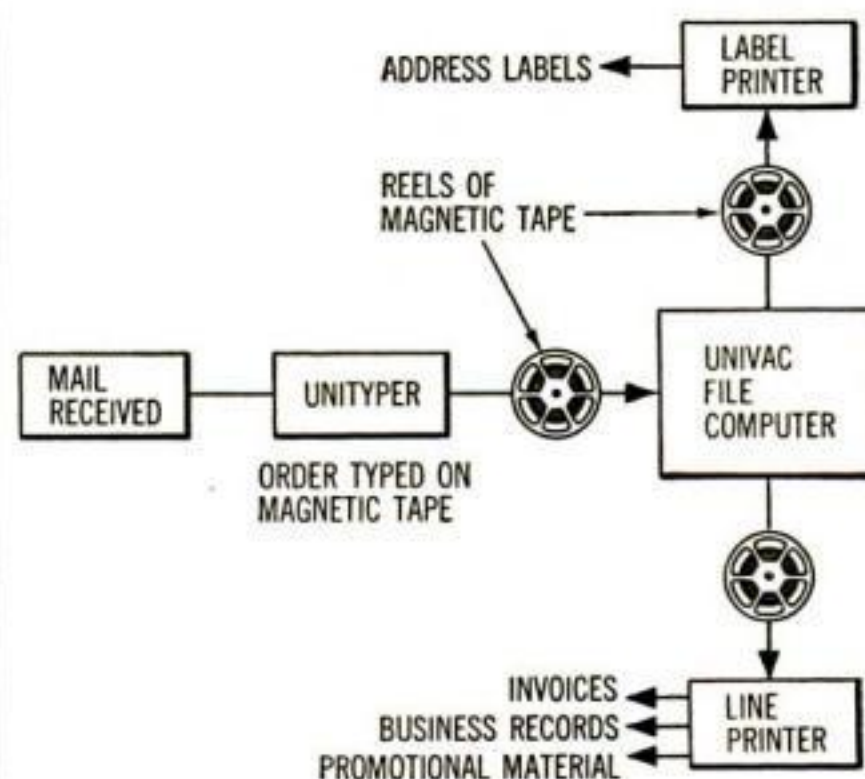 ADDRESS LABELS
LABEL
PRINTER
REELS OF
MAGNETIC TAPE
MAIL
RECEIVED
UNITYPER
ORDER TYPED ON
MAGNETIC TAPE
UNIVAC
FILE
COMPUTER
INVOICES
BUSINESS RECORDS
PROMOTIONAL MATERIAL
LINE
PRINTER